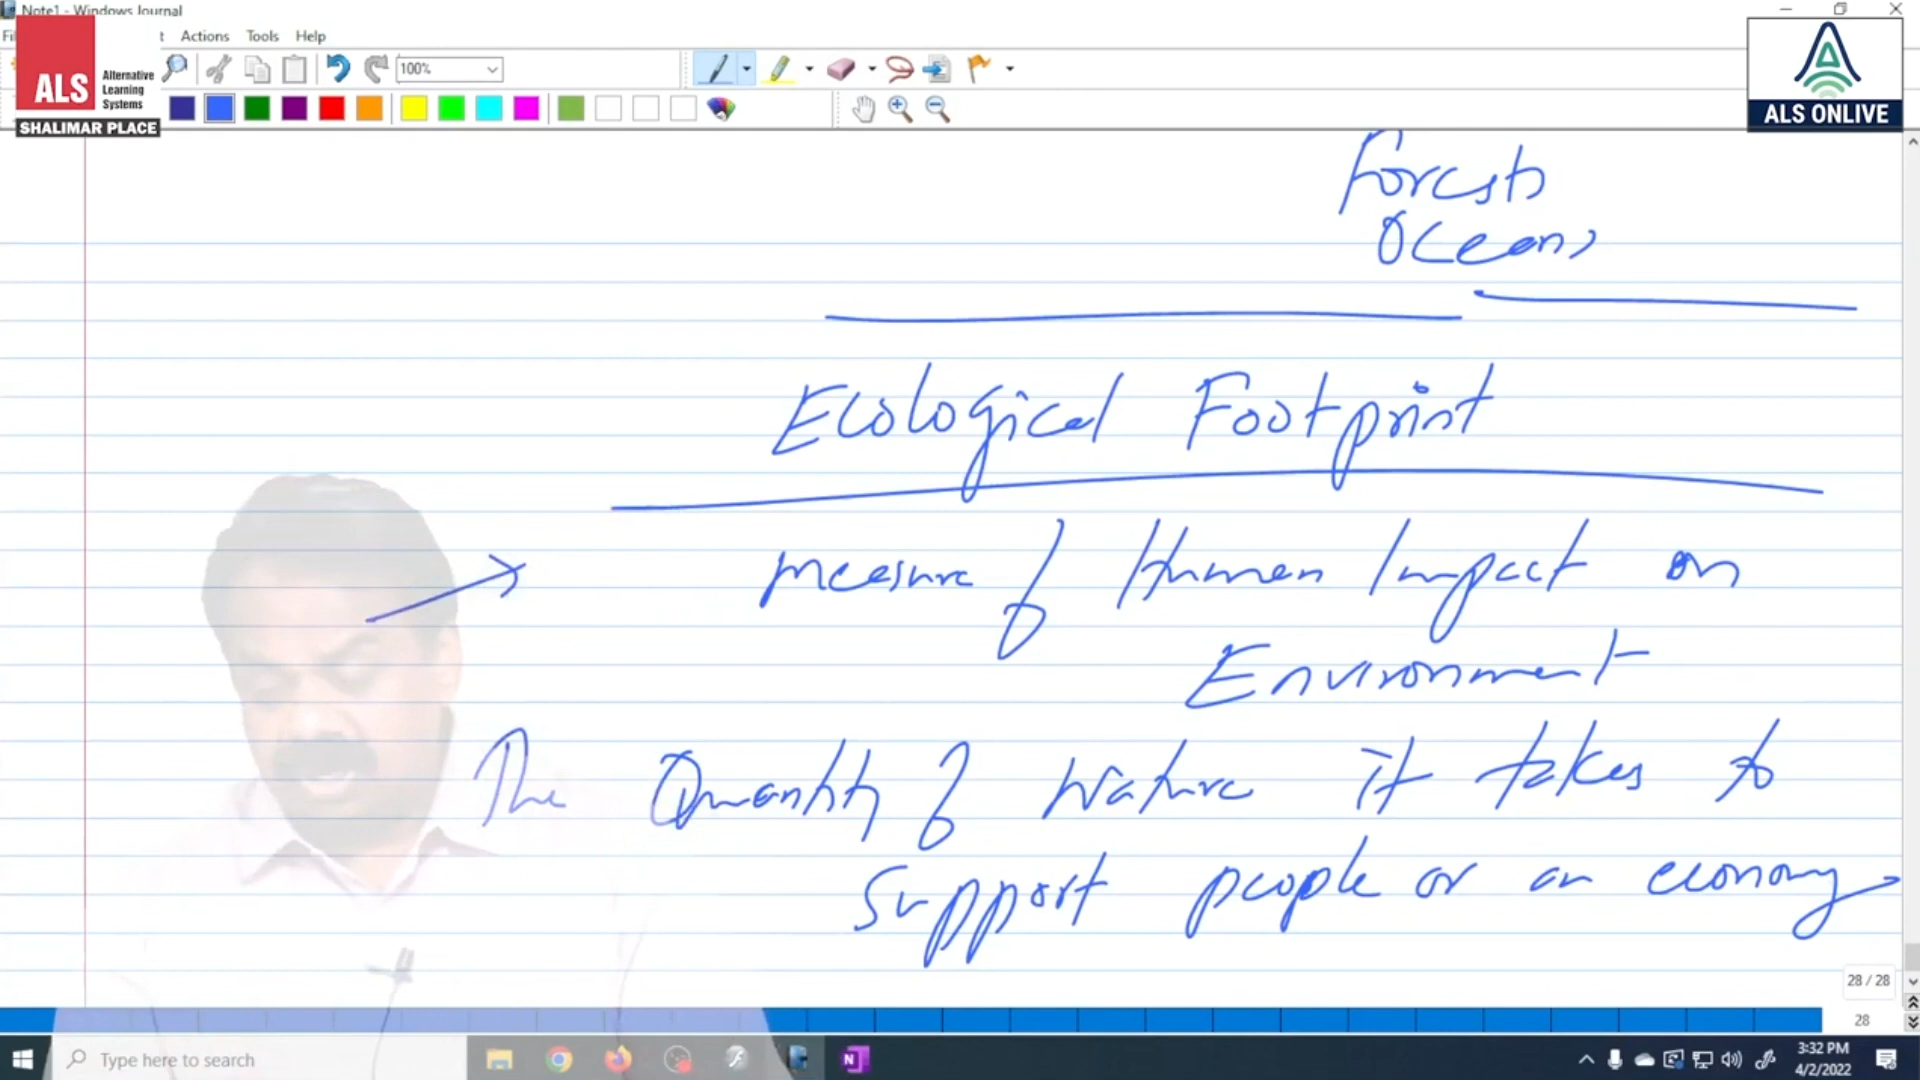 Note1 - Windows Journal
Actions Tools Help
100%
ALS
Alternative
Learning
Systems
SHALIMAR PLACE
ALS ONLIVE
Forests
Oceans
Ecological Footprint
measure of Human Impact on
Environment
The Quantity of Nature it takes to
support people or an economy
28 / 28
28
Type here to search
3:32 PM
4/2/2022